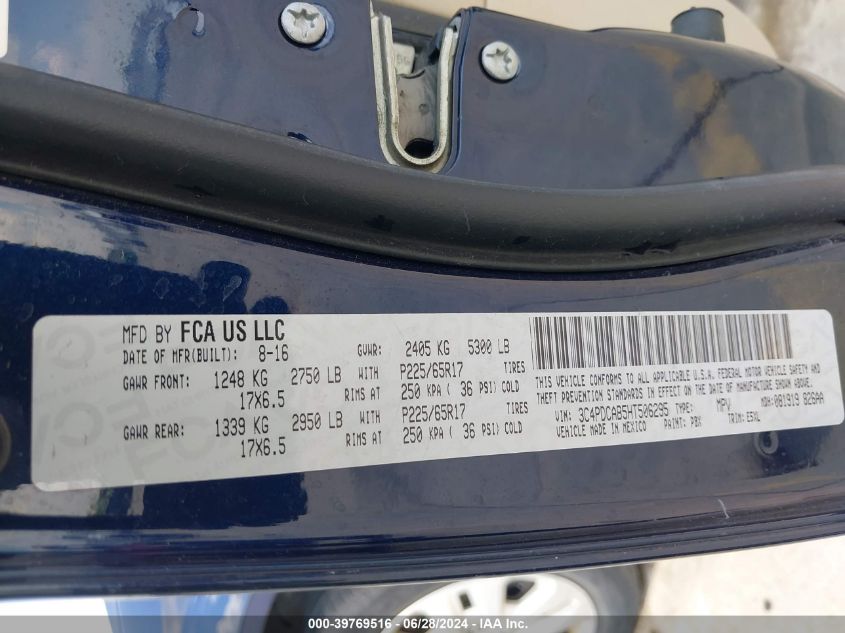 MFD BY FCA US LLC
DATE OF MFR(BUILT): 8-16 GVWR: 2405 KG 5300 LB
GAWR FRONT: 1248 KG 2750 LB WITH P225/65R17 TIRES
17X6.5 RIMS AT 250 KPA ( 36 PSI) COLD
GAWR REAR: 1339 KG 2950 LB WITH P225/65R17 TIRES
17X6.5 RIMS AT 250 KPA ( 36 PSI) COLD
THIS VEHICLE CONFORMS TO ALL APPLICABLE U.S.A. FEDERAL MOTOR VEHICLE SAFETY AND
THEFT PREVENTION STANDARDS IN EFFECT ON THE DATE OF MANUFACTURE SHOWN ABOVE.
VIN: 3C4PDCAB5HT506295 TYPE: MPV MDH: 081919 826AA
VEHICLE MADE IN MEXICO PAINT: PBX TRIM: E5XL
000-39769516 - 06/28/2024 - IAA Inc.